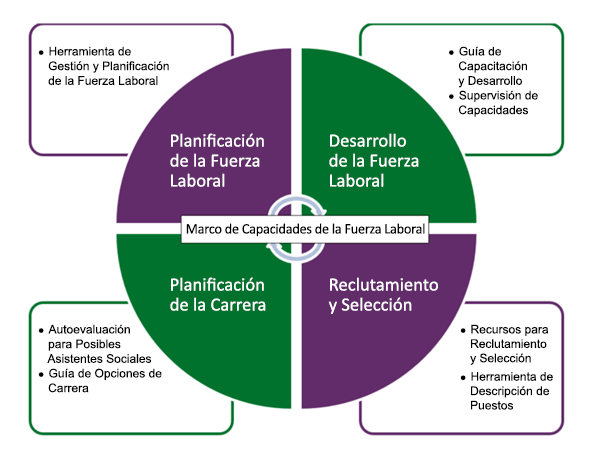 • Herramienta de
Gestión y Planificación
de la Fuerza Laboral
• Guía de
Capacitación
y Desarrollo
• Supervisión de
Capacidades
Planificación
de la Fuerza
Laboral
Desarrollo
de la Fuerza
Laboral
Marco de Capacidades de la Fuerza Laboral
Planificación
de la Carrera
Reclutamiento
y Selección
• Autoevaluación
para Posibles
Asistentes Sociales
• Guía de Opciones de
Carrera
• Recursos para
Reclutamiento
y Selección
• Herramienta de
Descripción de
Puestos